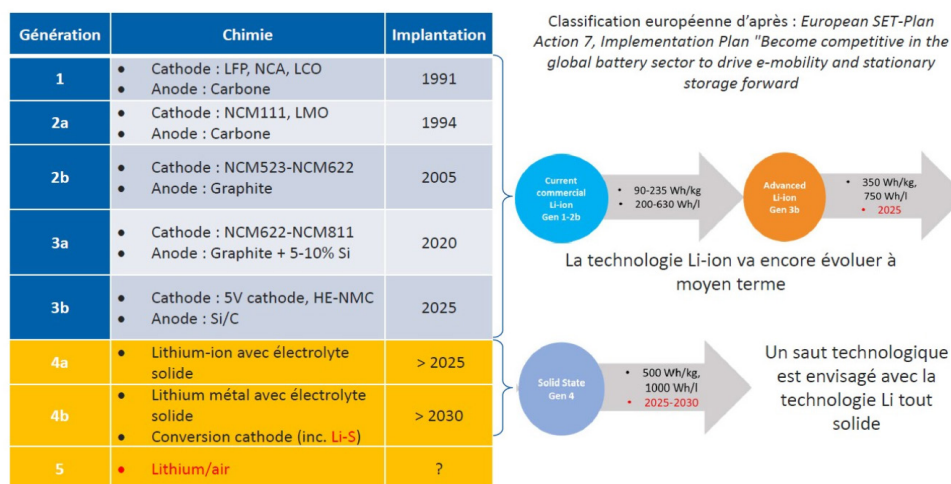 Génération
Chimie
Implantation
1
• Cathode : LFP, NCA, LCO
• Anode : Carbone
1991
2a
• Cathode : NCM111, LMO
• Anode : Carbone
1994
2b
• Cathode : NCM523-NCM622
• Anode : Graphite
2005
3a
• Cathode : NCM622-NCM811
• Anode : Graphite + 5-10% Si
2020
3b
• Cathode : 5V cathode, HE-NMC
• Anode : Si/C
2025
4a
• Lithium-ion avec électrolyte
solide
> 2025
4b
• Lithium métal avec électrolyte
solide
• Conversion cathode (inc. Li-S)
> 2030
5
• Lithium/air
?
Classification européenne d’après : European SET-Plan
Action 7, Implementation Plan "Become competitive in the
global battery sector to drive e-mobility and stationary
storage forward
Current
commercial
Li-ion
Gen 1-2b
• 90-235 Wh/kg
• 200-630 Wh/l
Advanced
Li-ion
Gen 3b
• 350 Wh/kg,
750 Wh/l
• 2025
La technologie Li-ion va encore évoluer à
moyen terme
Solid State
Gen 4
• 500 Wh/kg,
1000 Wh/l
• 2025-2030
Un saut technologique
est envisagé avec la
technologie Li tout
solide